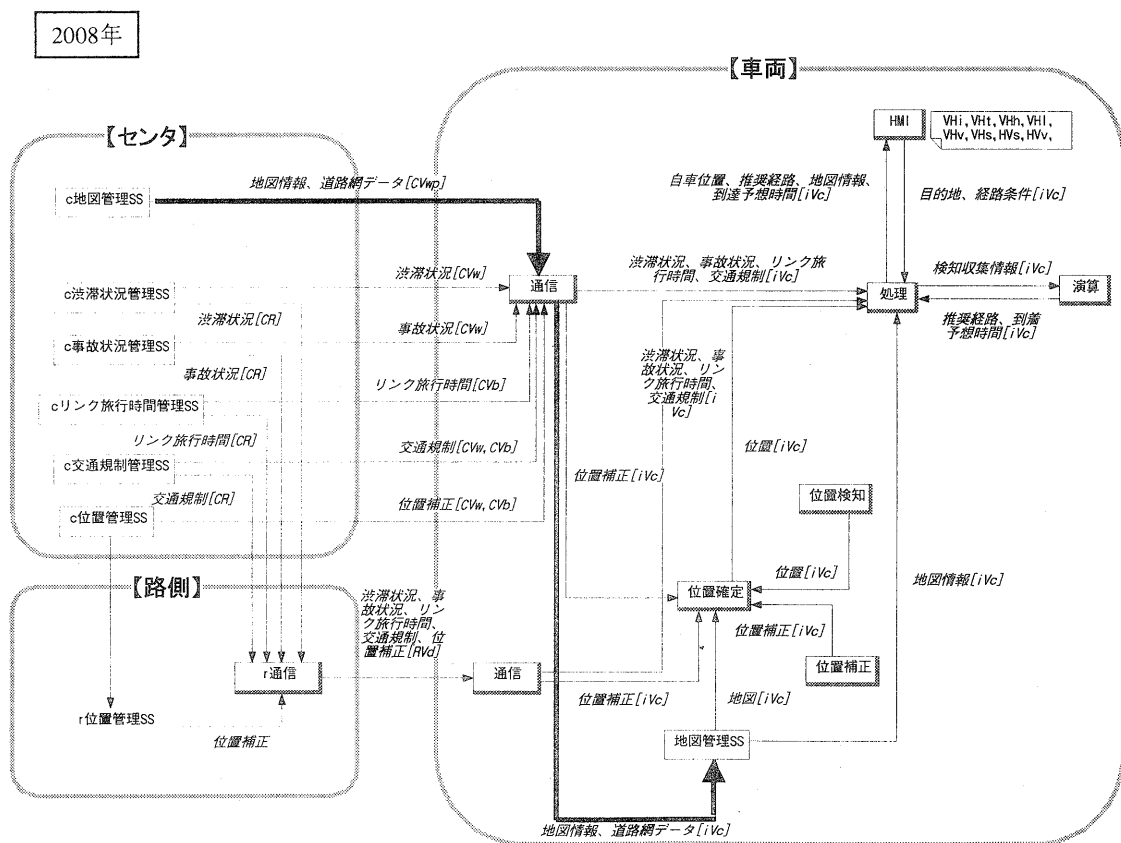 2008年
【車両】
【センタ】
HMI
VHi, VHt, VHh, VHl,
VHv, VHs, HVs, HVv,
地図情報、道路網データ[CVwp]
c地図管理SS
自車位置、推奨経路、地図情報、
到達予想時間[iVc]
目的地、経路条件[iVc]
渋滞状況[CVw]
通信
渋滞状況、事故状況、リンク旅
行時間、交通規制[iVc]
検知収集情報[iVc]
処理
演算
c渋滞状況管理SS
渋滞状況[CR]
推奨経路、到着
予想時間[iVc]
事故状況[CVw]
c事故状況管理SS
事故状況[CR]
渋滞状況、事
故状況、リン
ク旅行時間、
交通規制[i
Vc]
リンク旅行時間[CVb]
cリンク旅行時間管理SS
リンク旅行時間[CR]
交通規制[CVw, CVb]
位置[iVc]
c交通規制管理SS
位置補正[iVc]
交通規制[CR]
位置補正[CVw, CVb]
位置検知
c位置管理SS
位置[iVc]
地図情報[iVc]
【路側】
渋滞状況、事
故状況、リン
ク旅行時間、
交通規制、位
置補正[RVd]
位置確定
位置補正[iVc]
r通信
通信
位置補正
位置補正[iVc]
地図[iVc]
r位置管理SS
位置補正
地図管理SS
地図情報、道路網データ[iVc]